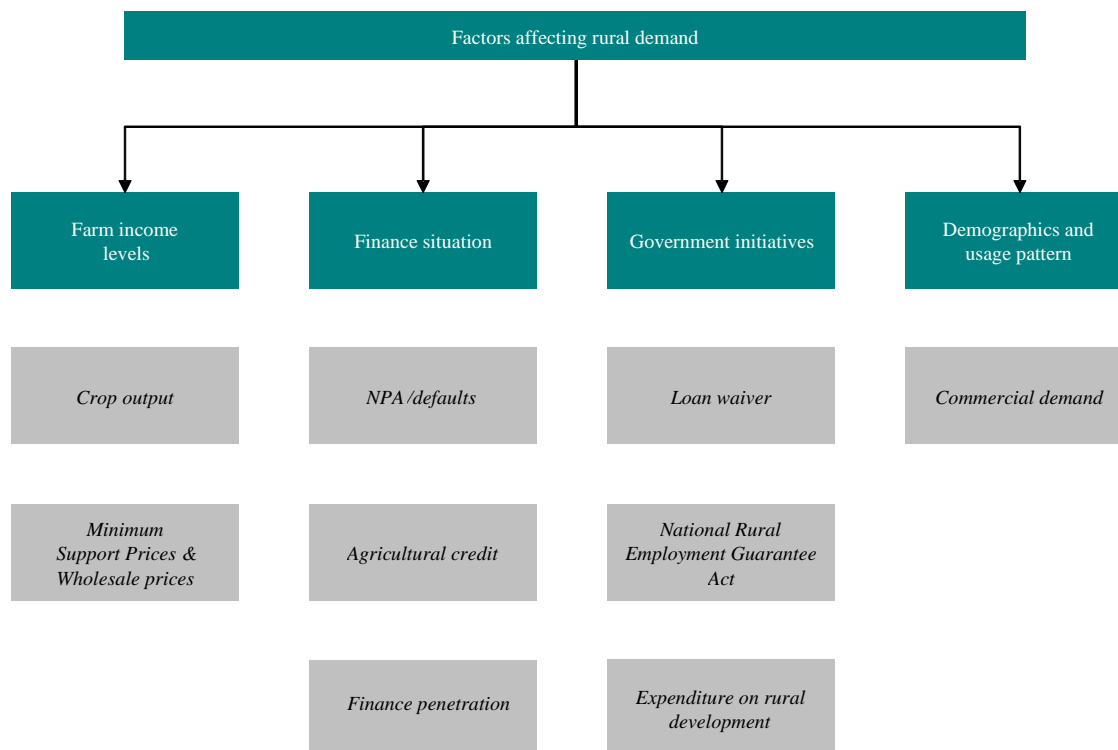 Factors affecting rural demand
Farm income
levels
Finance situation
Government initiatives
Demographics and
usage pattern
Crop output
NPA /defaults
Loan waiver
Commercial demand
Minimum
Support Prices &
Wholesale prices
Agricultural credit
National Rural
Employment Guarantee
Act
Finance penetration
Expenditure on rural
development